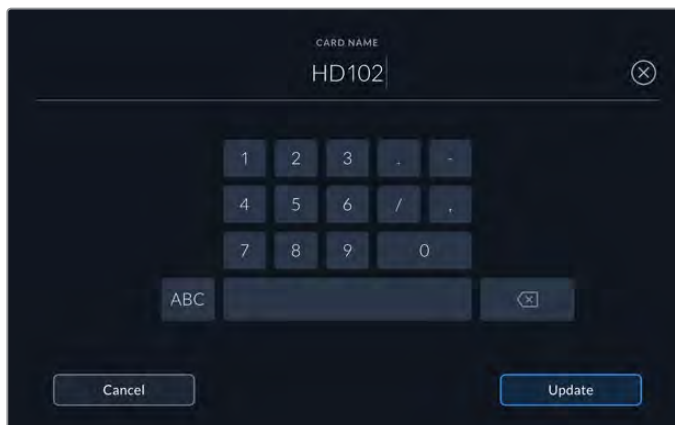 CARD NAME
HD102
1 2 3 . -
4 5 6 / ,
7 8 9 0
ABC
Cancel Update